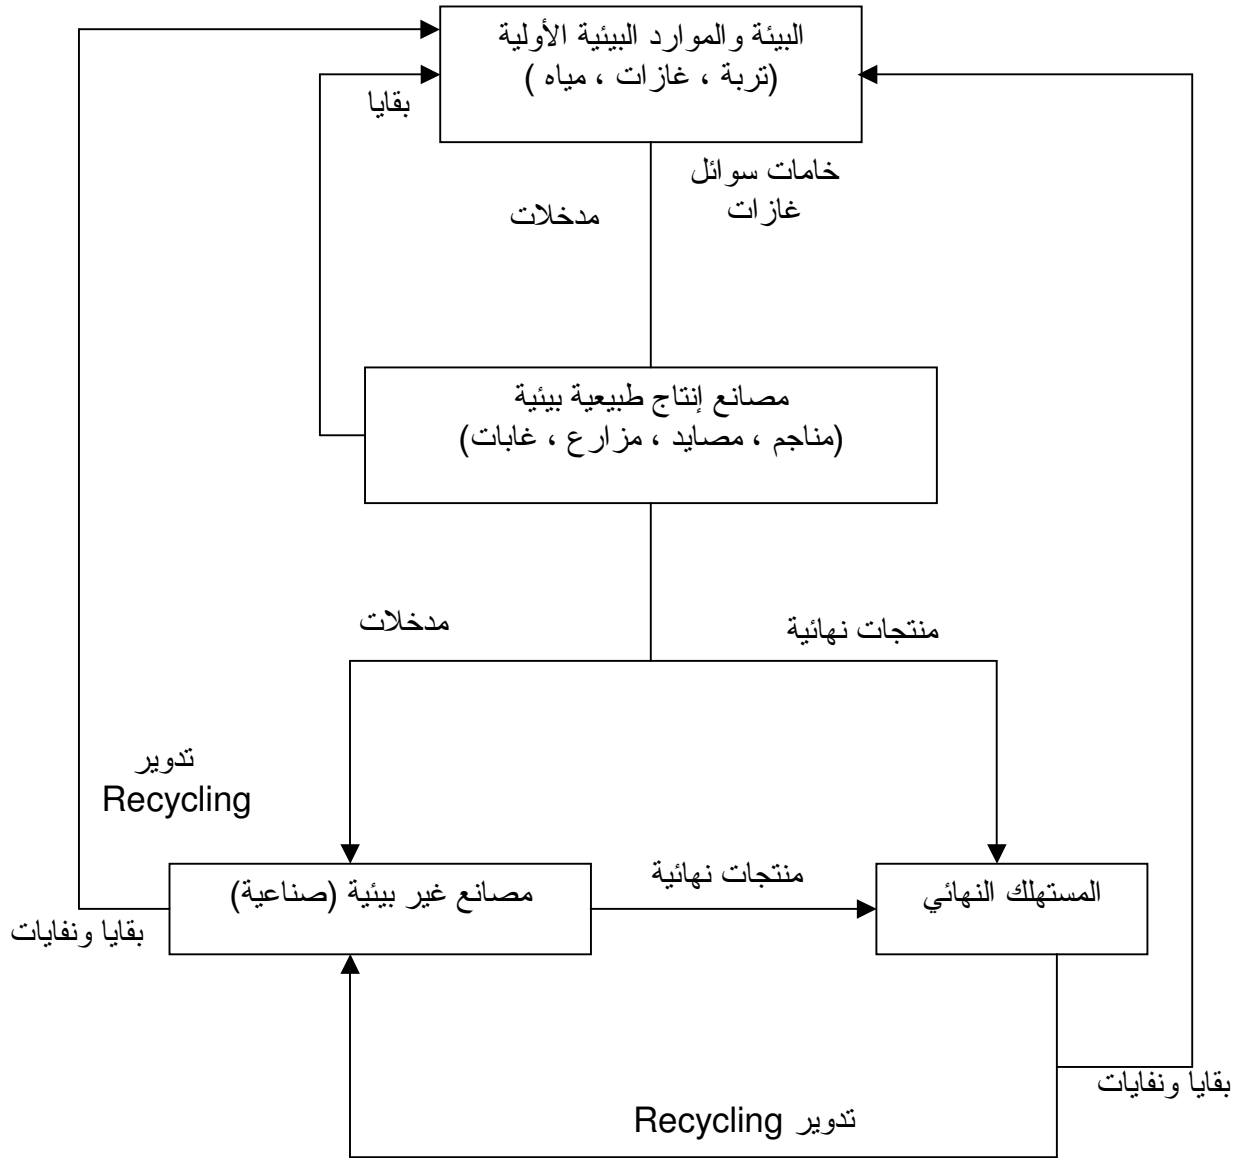 البيئة والموارد البيئية الأولية
(تربة ، غازات ، مياه )
بقايا
خامات سوائل
غازات
مدخلات
مصانع إنتاج طبيعية بيئية
(مناجم ، مصايد ، مزارع ، غابات)
مدخلات
منتجات نهائية
تدوير
Recycling
مصانع غير بيئية (صناعية)
منتجات نهائية
المستهلك النهائي
بقايا ونفايات
بقايا ونفايات
تدوير Recycling